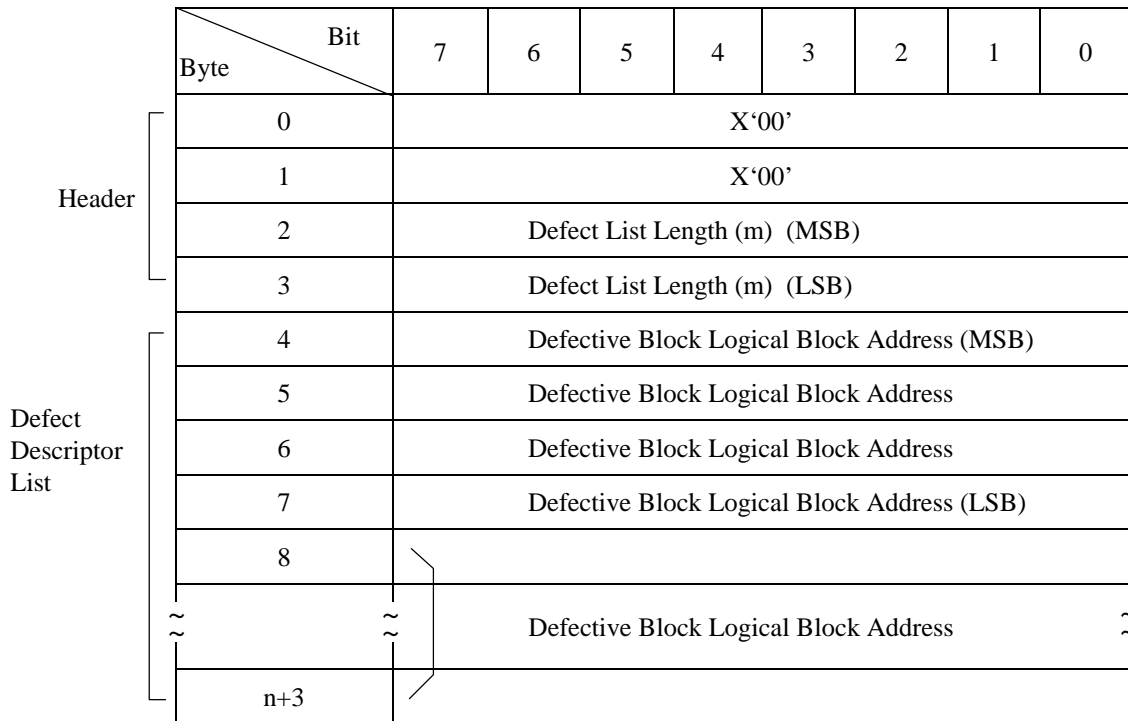 Bit
Byte
7 6 5 4 3 2 1 0
0 X‘00’
1 X‘00’
Header
2 Defect List Length (m) (MSB)
3 Defect List Length (m) (LSB)
4 Defective Block Logical Block Address (MSB)
5 Defective Block Logical Block Address
Defect
Descriptor
List
6 Defective Block Logical Block Address
7 Defective Block Logical Block Address (LSB)
8
~ ~ Defective Block Logical Block Address ~
~ ~ ~
n+3